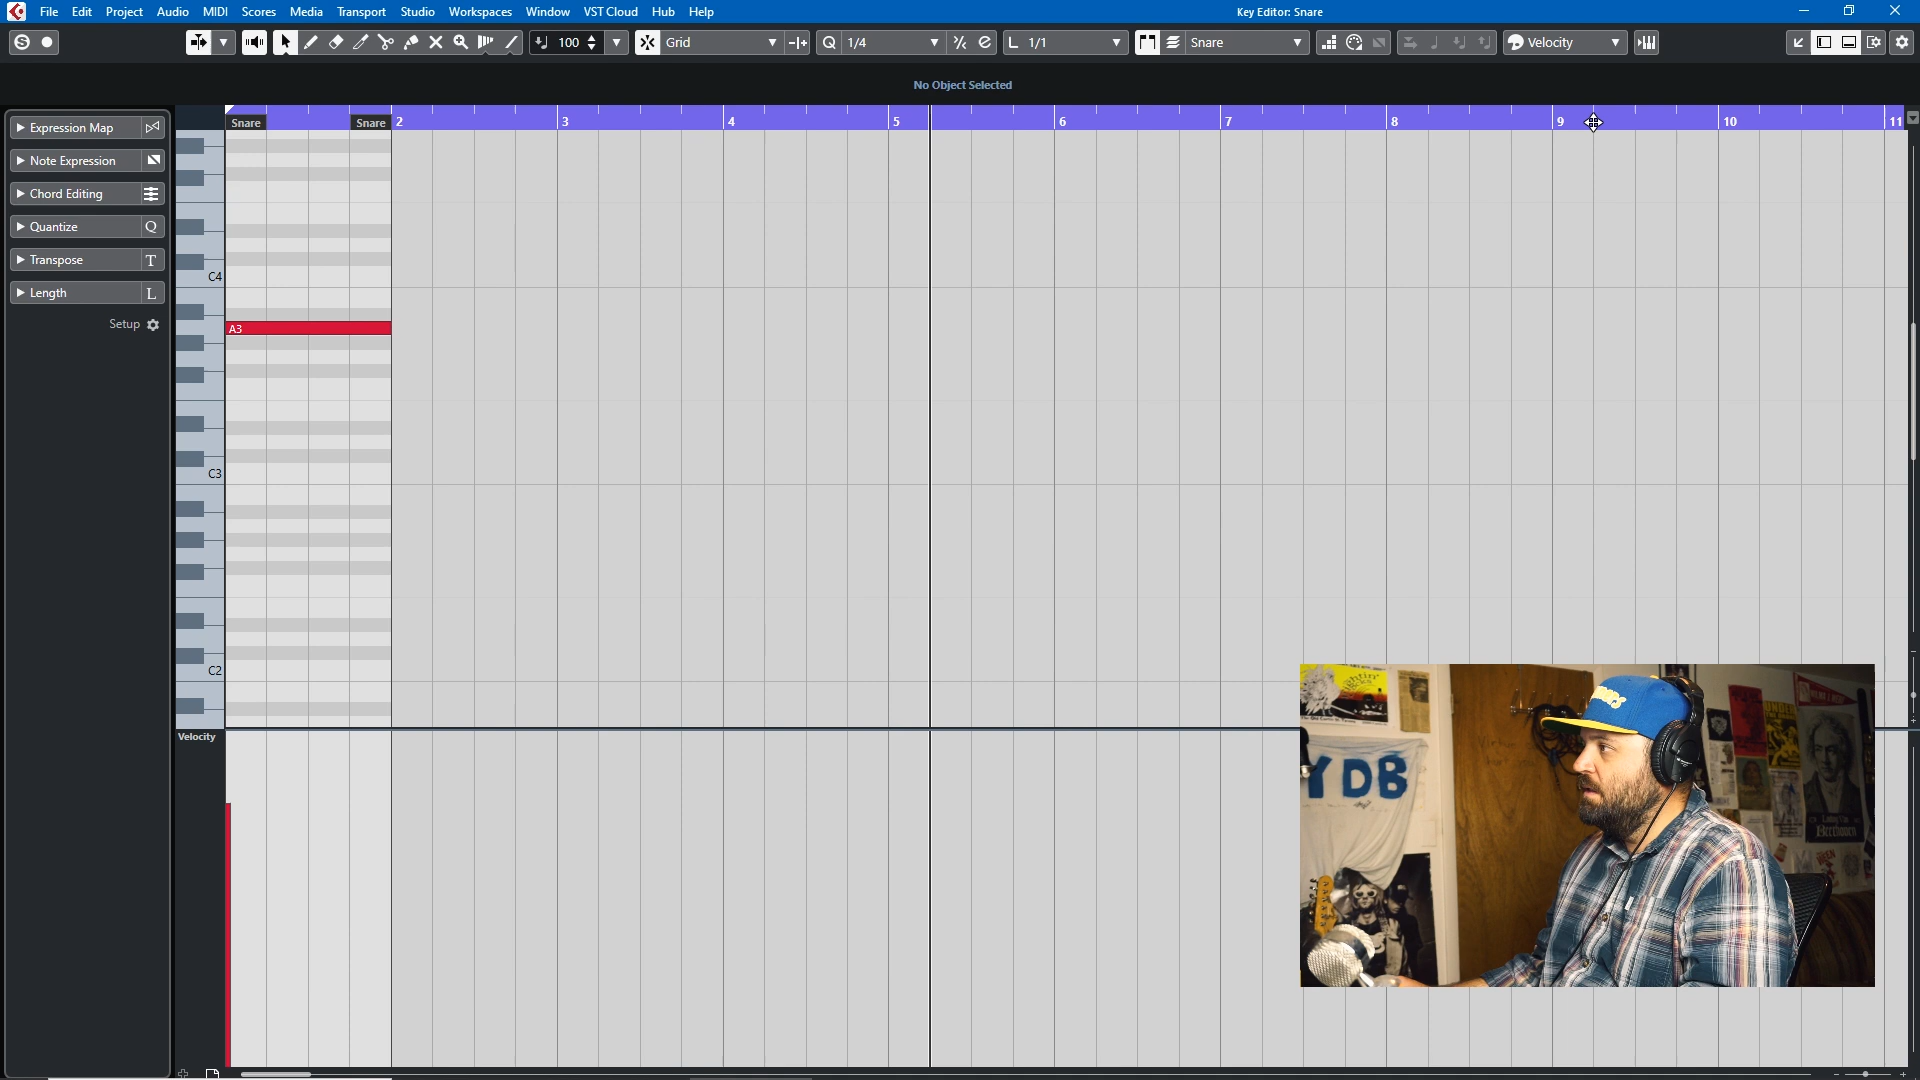 File Edit Project Audio MIDI Scores Media Transport Studio Workspaces Window VST Cloud Hub Help
Key Editor: Snare
100 Grid Q 1/4 L 1/1 Snare Velocity
No Object Selected
Expression Map
Note Expression
Chord Editing
Quantize Q
Transpose T
Length L
Setup
Snare Snare 2 3 4 5 6 7 8 9 10 11
C4
A3
C3
C2
Velocity
YDB